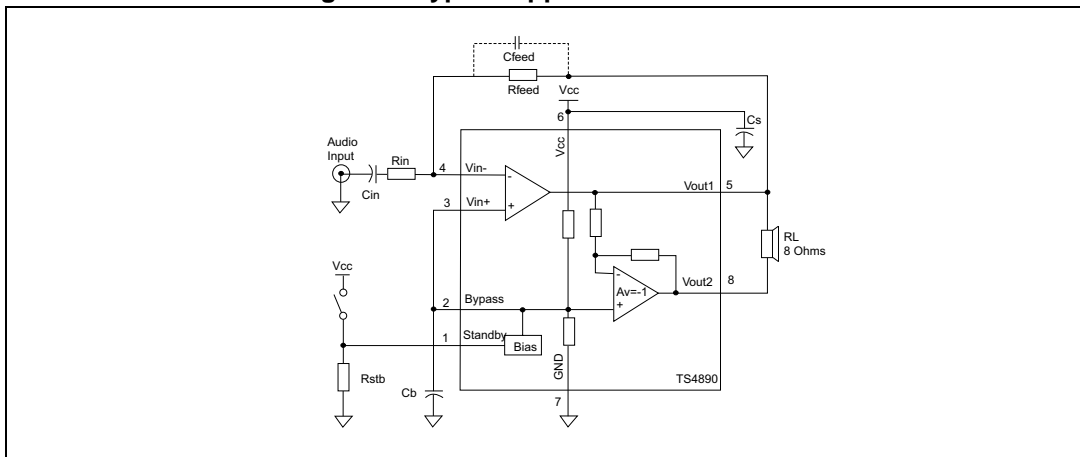 Cfeed
Rfeed
Vcc
6
Cs
Vcc
Audio
Input
Rin
4
Vin-
-
Vout1
5
Cin
3
Vin+
+
RL
8 Ohms
Vcc
-
Vout2
8
Av=-1
2
Bypass
+
1
Standby
Bias
Rstb
GND
TS4890
Cb
7